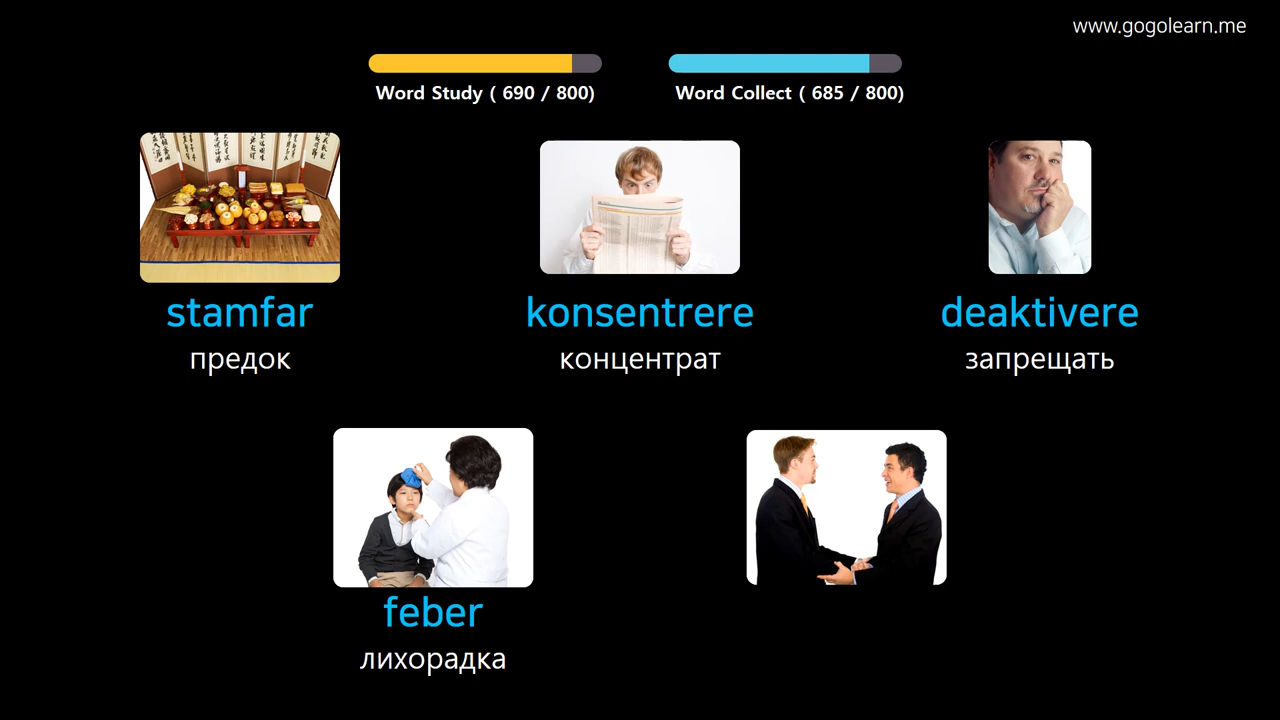 www.gogolearn.me
Word Study ( 690 / 800)
Word Collect ( 685 / 800)
stamfar
предок
konsentrere
концентрат
deaktivere
запрещать
feber
лихорадка